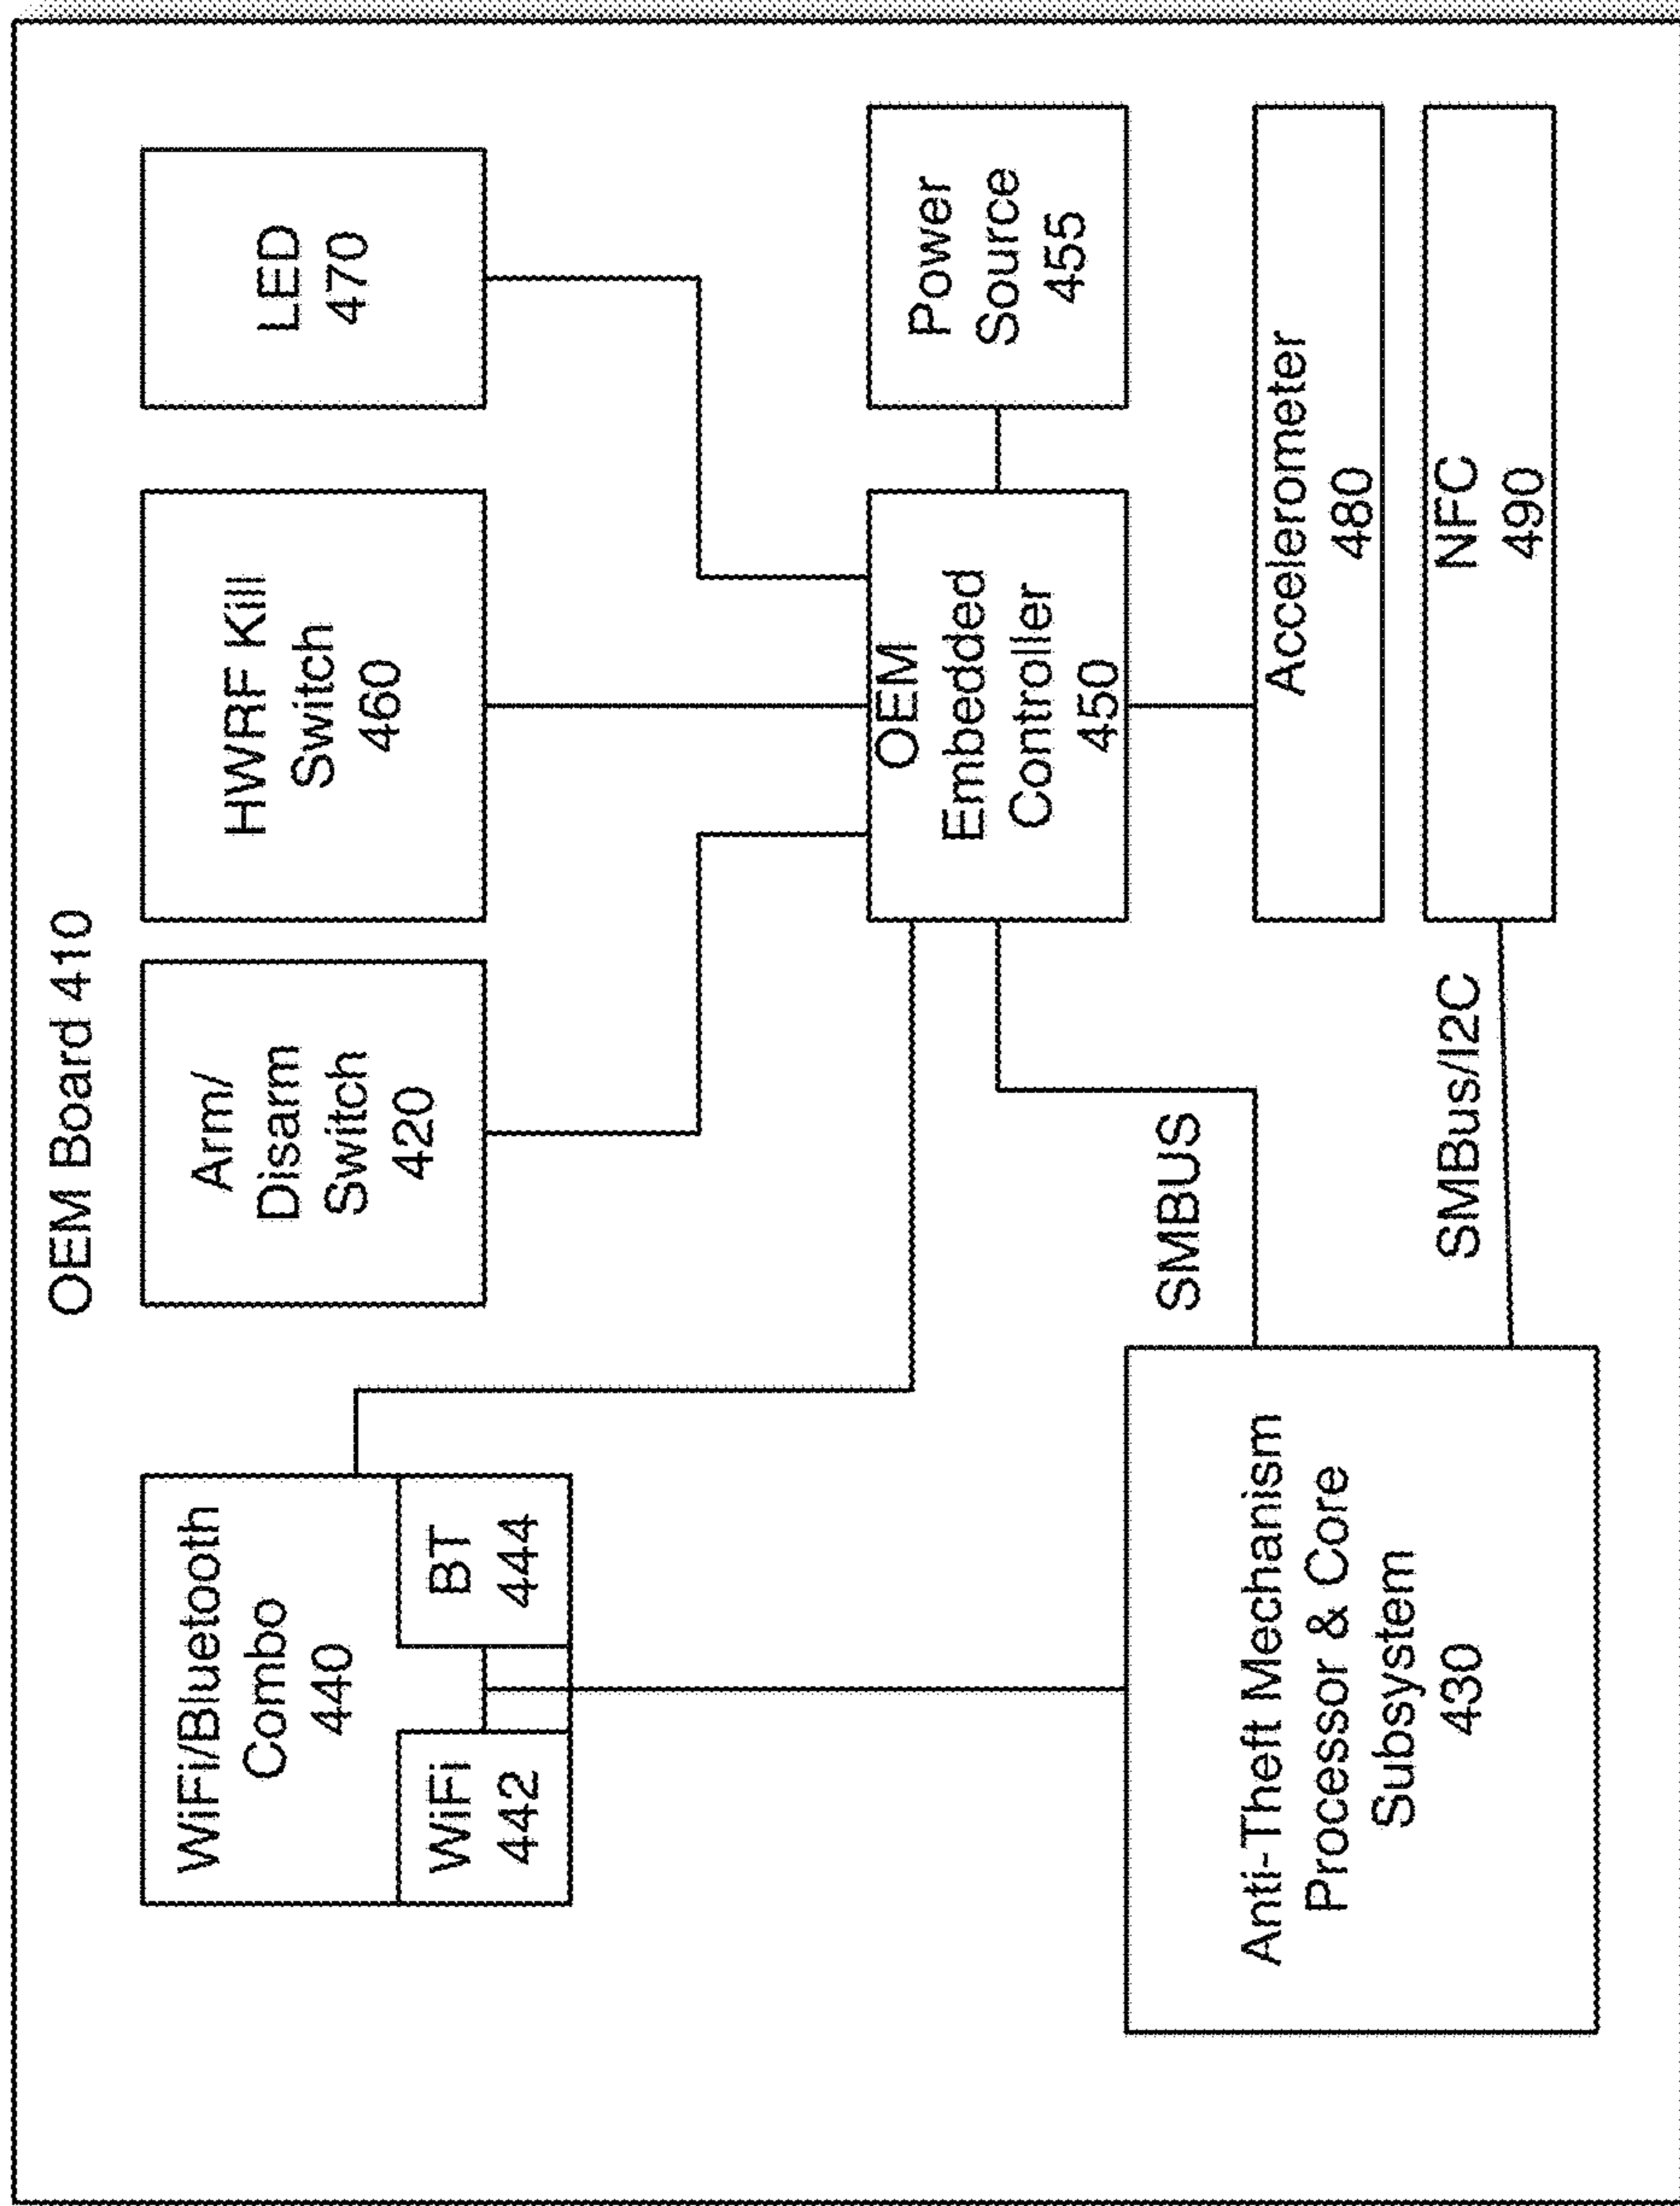 OEM Board 410
WiFi/Bluetooth
Combo
440
WiFi
442
BT
444
Arm/
Disarm
Switch
420
HWRF Kill
Switch
460
LED
470
OEM
Embedded
Controller
450
Power
Source
455
SMBUS
Anti-Theft Mechanism
Processor & Core
Subsystem
430
Accelerometer
480
SMBus/I2C
NFC
490